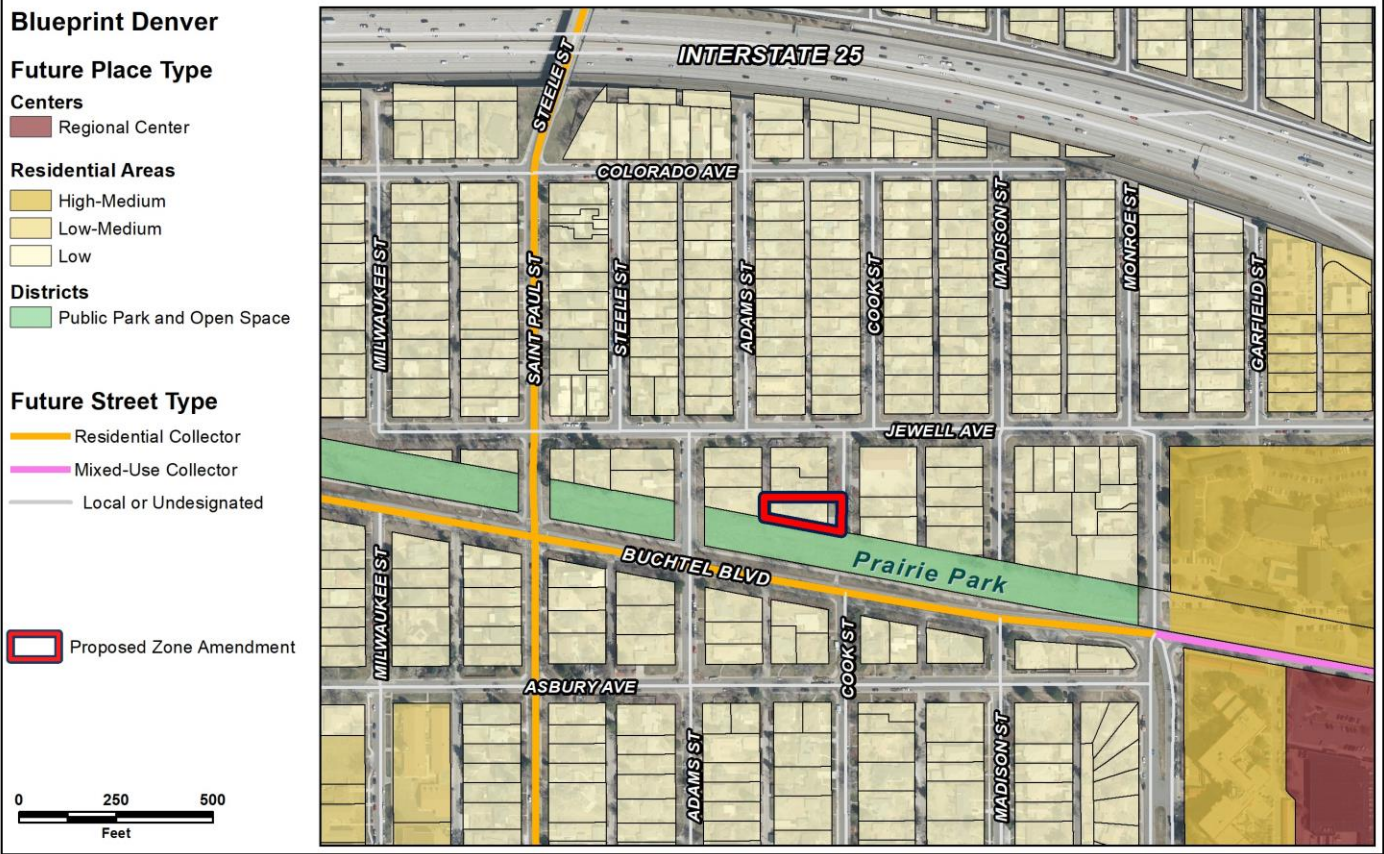 Blueprint Denver
Future Place Type
Centers
Regional Center
Residential Areas
High-Medium
Low-Medium
Low
Districts
Public Park and Open Space
Future Street Type
Residential Collector
Mixed-Use Collector
Local or Undesignated
Proposed Zone Amendment
0 250 500
Feet
INTERSTATE 25
STEELE ST
COLORADO AVE
MILWAUKEE ST
SAINT PAUL ST
STEELE ST
ADAMS ST
COOK ST
MADISON ST
MONROE ST
GARFIELD ST
JEWELL AVE
BUCHTEL BLVD
Prairie Park
MILWAUKEE ST
COOK ST
ASBURY AVE
ADAMS ST
MADISON ST